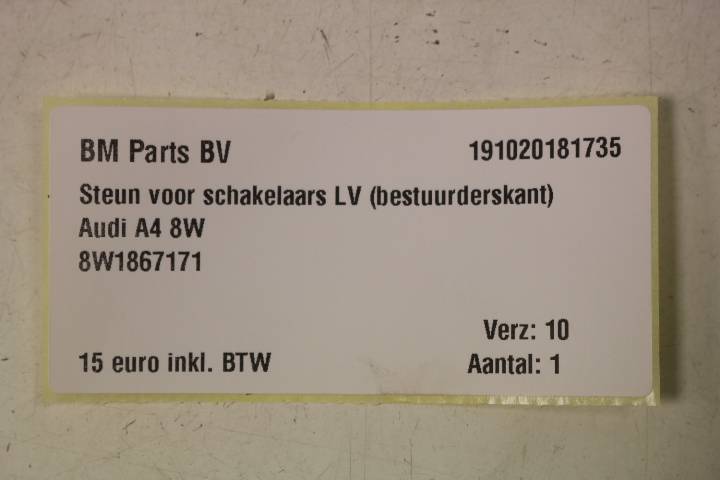 BM Parts BV 191020181735
Steun voor schakelaars LV (bestuurderskant)
Audi A4 8W
8W1867171
Verz: 10
15 euro inkl. BTW Aantal: 1